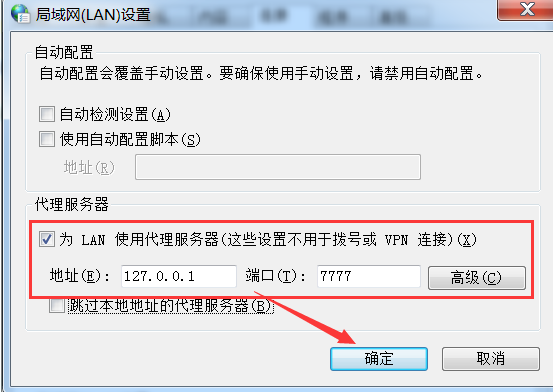 局域网(LAN)设置
自动配置
自动配置会覆盖手动设置。要确保使用手动设置，请禁用自动配置。
自动检测设置(A)
使用自动配置脚本(S)
地址(R)
代理服务器
为 LAN 使用代理服务器(这些设置不用于拨号或 VPN 连接)(X)
地址(E): 127.0.0.1 端口(T): 7777 高级(C)
跳过本地地址的代理服务器(B)
确定 取消